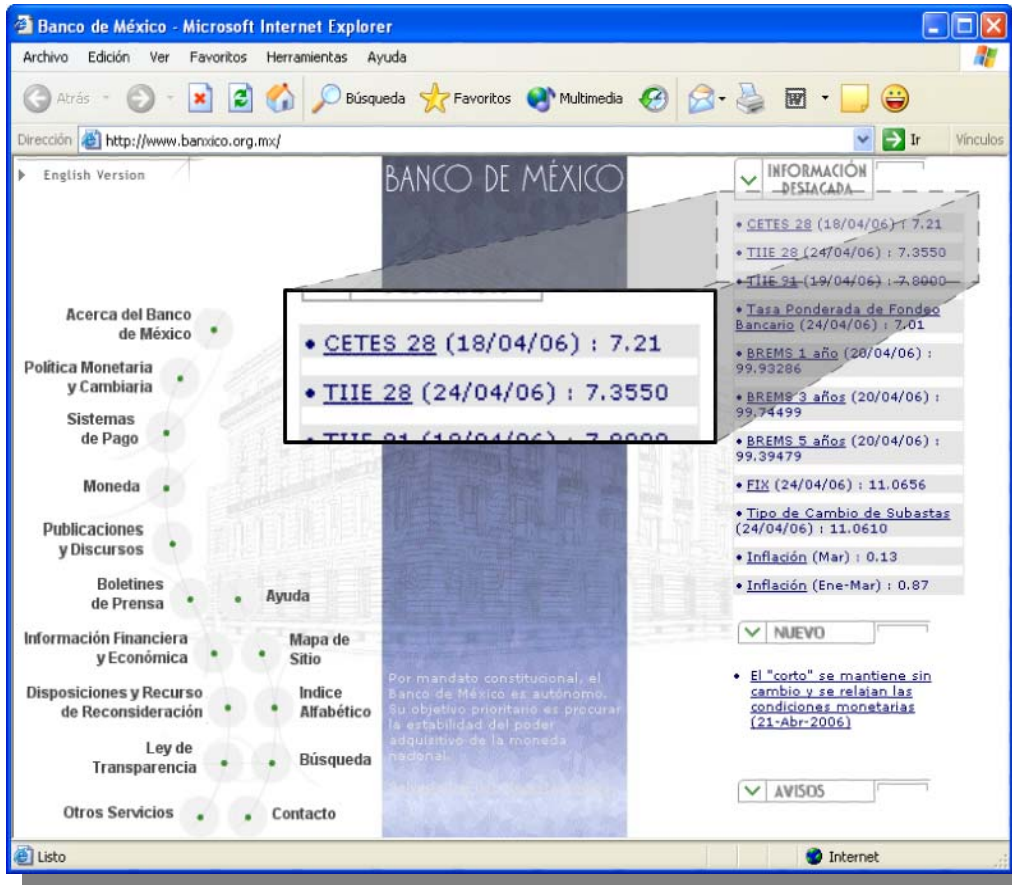 Banco de México - Microsoft Internet Explorer
Archivo Edición Ver Favoritos Herramientas Ayuda
Atrás Búsqueda Favoritos Multimedia
Dirección http://www.banxico.org.mx/ Ir Vínculos
English Version
BANCO DE MÉXICO
INFORMACIÓN
DESTACADA
• CETES 28 (18/04/06) : 7.21
• TIIE 28 (24/04/06) : 7.3550
• TIIE 91 (19/04/06) : 7.8000
• Tasa Ponderada de Fondeo
Bancario (24/04/06) : 7.01
• BREMS 1 año (20/04/06) :
99.93286
• BREMS 3 años (20/04/06) :
99.74499
• BREMS 5 años (20/04/06) :
99.39479
• FIX (24/04/06) : 11.0656
• Tipo de Cambio de Subastas
(24/04/06) : 11.0610
• Inflación (Mar) : 0.13
• Inflación (Ene-Mar) : 0.87
• CETES 28 (18/04/06) : 7.21
• TIIE 28 (24/04/06) : 7.3550
• TIIE 91 (19/04/06) : 7.8000
Acerca del Banco
de México
Política Monetaria
y Cambiaria
Sistemas
de Pago
Moneda
Publicaciones
y Discursos
Boletines
de Prensa
Información Financiera
y Económica
Disposiciones y Recurso
de Reconsideración
Ley de
Transparencia
Otros Servicios
Ayuda
Mapa de
Sitio
Indice
Alfabético
Búsqueda
Contacto
Por mandato constitucional, el
Banco de México es autónomo.
Su objetivo prioritario es procurar
la estabilidad del poder
adquisitivo de la moneda
nacional.
NUEVO
• El "corto" se mantiene sin
cambio y se relajan las
condiciones monetarias
(21-Abr-2006)
AVISOS
Listo Internet